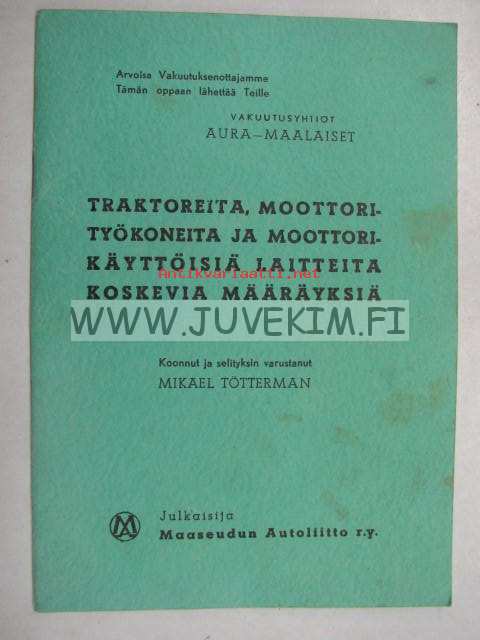 Arvoisa Vakuutuksenottajamme
Tämän oppaan lähettää Teille
VAKUUTUSYHTIÖT
AURA—MAALAISET
TRAKTOREITA, MOOTTORI-
TYÖKONEITA JA MOOTTORI-
KÄYTTÖISIÄ LAITTEITA
Antikvariaatti.net
KOSKEVIA MÄÄRÄYKSIÄ
WWW.JUVEKIM.FI
Koonnut ja selityksin varustanut
MIKAEL TÖTTERMAN
MA
Julkaisija
Maaseudun Autoliitto r.y.